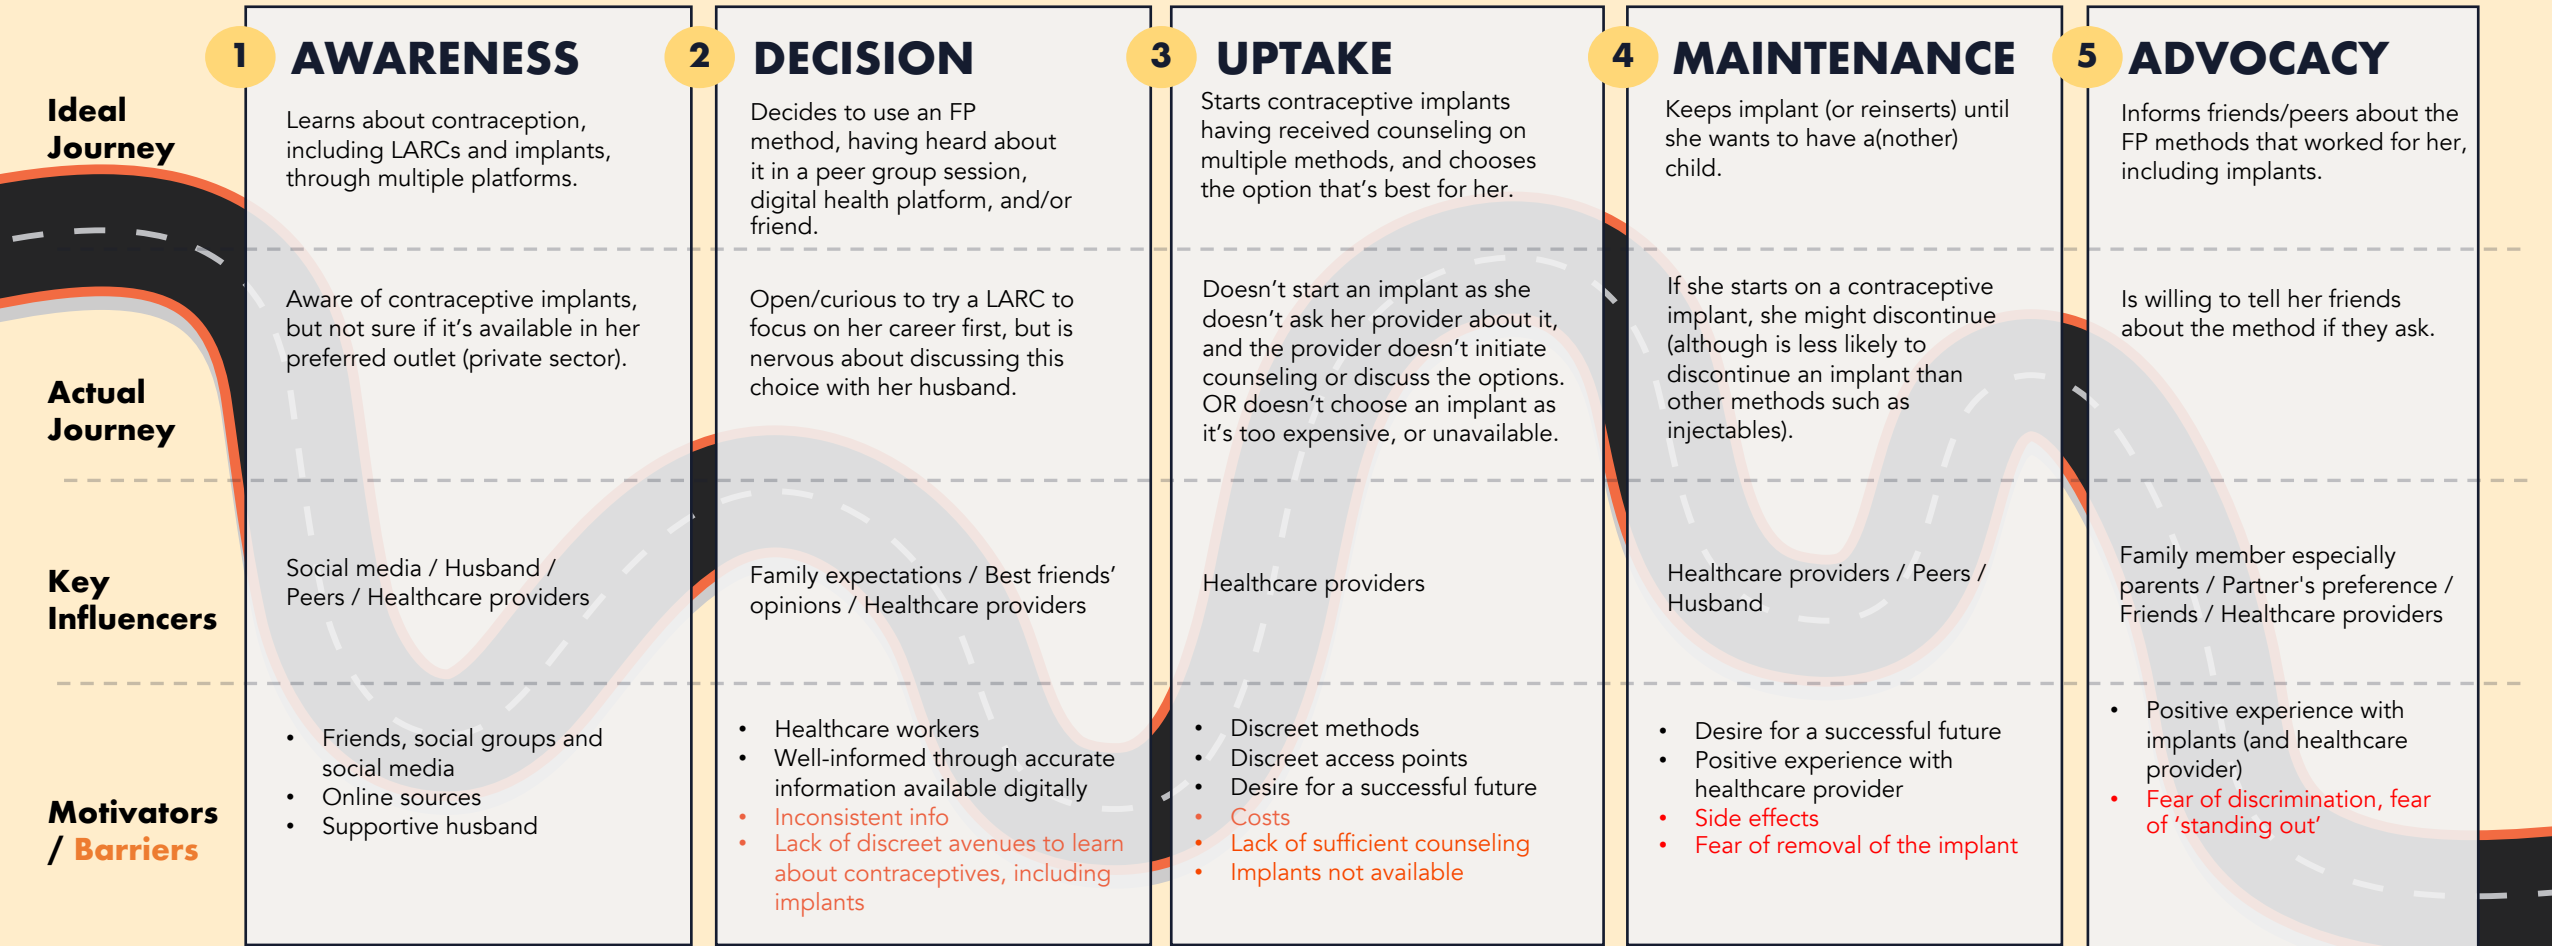 1 AWARENESS
2 DECISION
3 UPTAKE
4 MAINTENANCE
5 ADVOCACY
Ideal
Journey
Learns about contraception,
including LARCs and implants,
through multiple platforms.
Decides to use an FP
method, having heard about
it in a peer group session,
digital health platform, and/or
friend.
Starts contraceptive implants
having received counseling on
multiple methods, and chooses
the option that’s best for her.
Keeps implant (or reinserts) until
she wants to have a(nother)
child.
Informs friends/peers about the
FP methods that worked for her,
including implants.
Actual
Journey
Aware of contraceptive implants,
but not sure if it’s available in her
preferred outlet (private sector).
Open/curious to try a LARC to
focus on her career first, but is
nervous about discussing this
choice with her husband.
Doesn’t start an implant as she
doesn’t ask her provider about it,
and the provider doesn’t initiate
counseling or discuss the options.
OR doesn’t choose an implant as
it’s too expensive, or unavailable.
If she starts on a contraceptive
implant, she might discontinue
(although is less likely to
discontinue an implant than
other methods such as
injectables).
Is willing to tell her friends
about the method if they ask.
Key
Influencers
Social media / Husband /
Peers / Healthcare providers
Family expectations / Best friends’
opinions / Healthcare providers
Healthcare providers
Healthcare providers / Peers /
Husband
Family member especially
parents / Partner's preference /
Friends / Healthcare providers
Motivators
/ Barriers
• Friends, social groups and
social media
• Online sources
• Supportive husband
• Healthcare workers
• Well-informed through accurate
information available digitally
• Inconsistent info
• Lack of discreet avenues to learn
about contraceptives, including
implants
• Discreet methods
• Discreet access points
• Desire for a successful future
• Costs
• Lack of sufficient counseling
• Implants not available
• Desire for a successful future
• Positive experience with
healthcare provider
• Side effects
• Fear of removal of the implant
• Positive experience with
implants (and healthcare
provider)
• Fear of discrimination, fear
of ‘standing out’